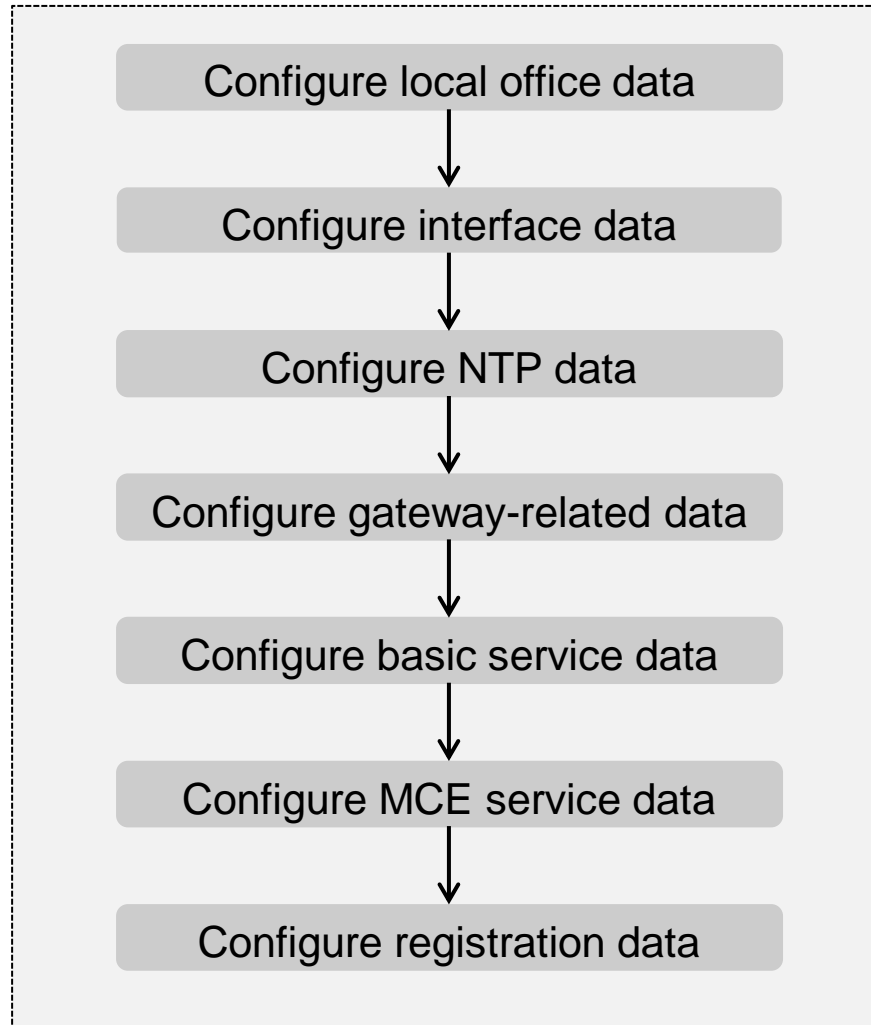 Configure local office data
Configure interface data
Configure NTP data
Configure gateway-related data
Configure basic service data
Configure MCE service data
Configure registration data